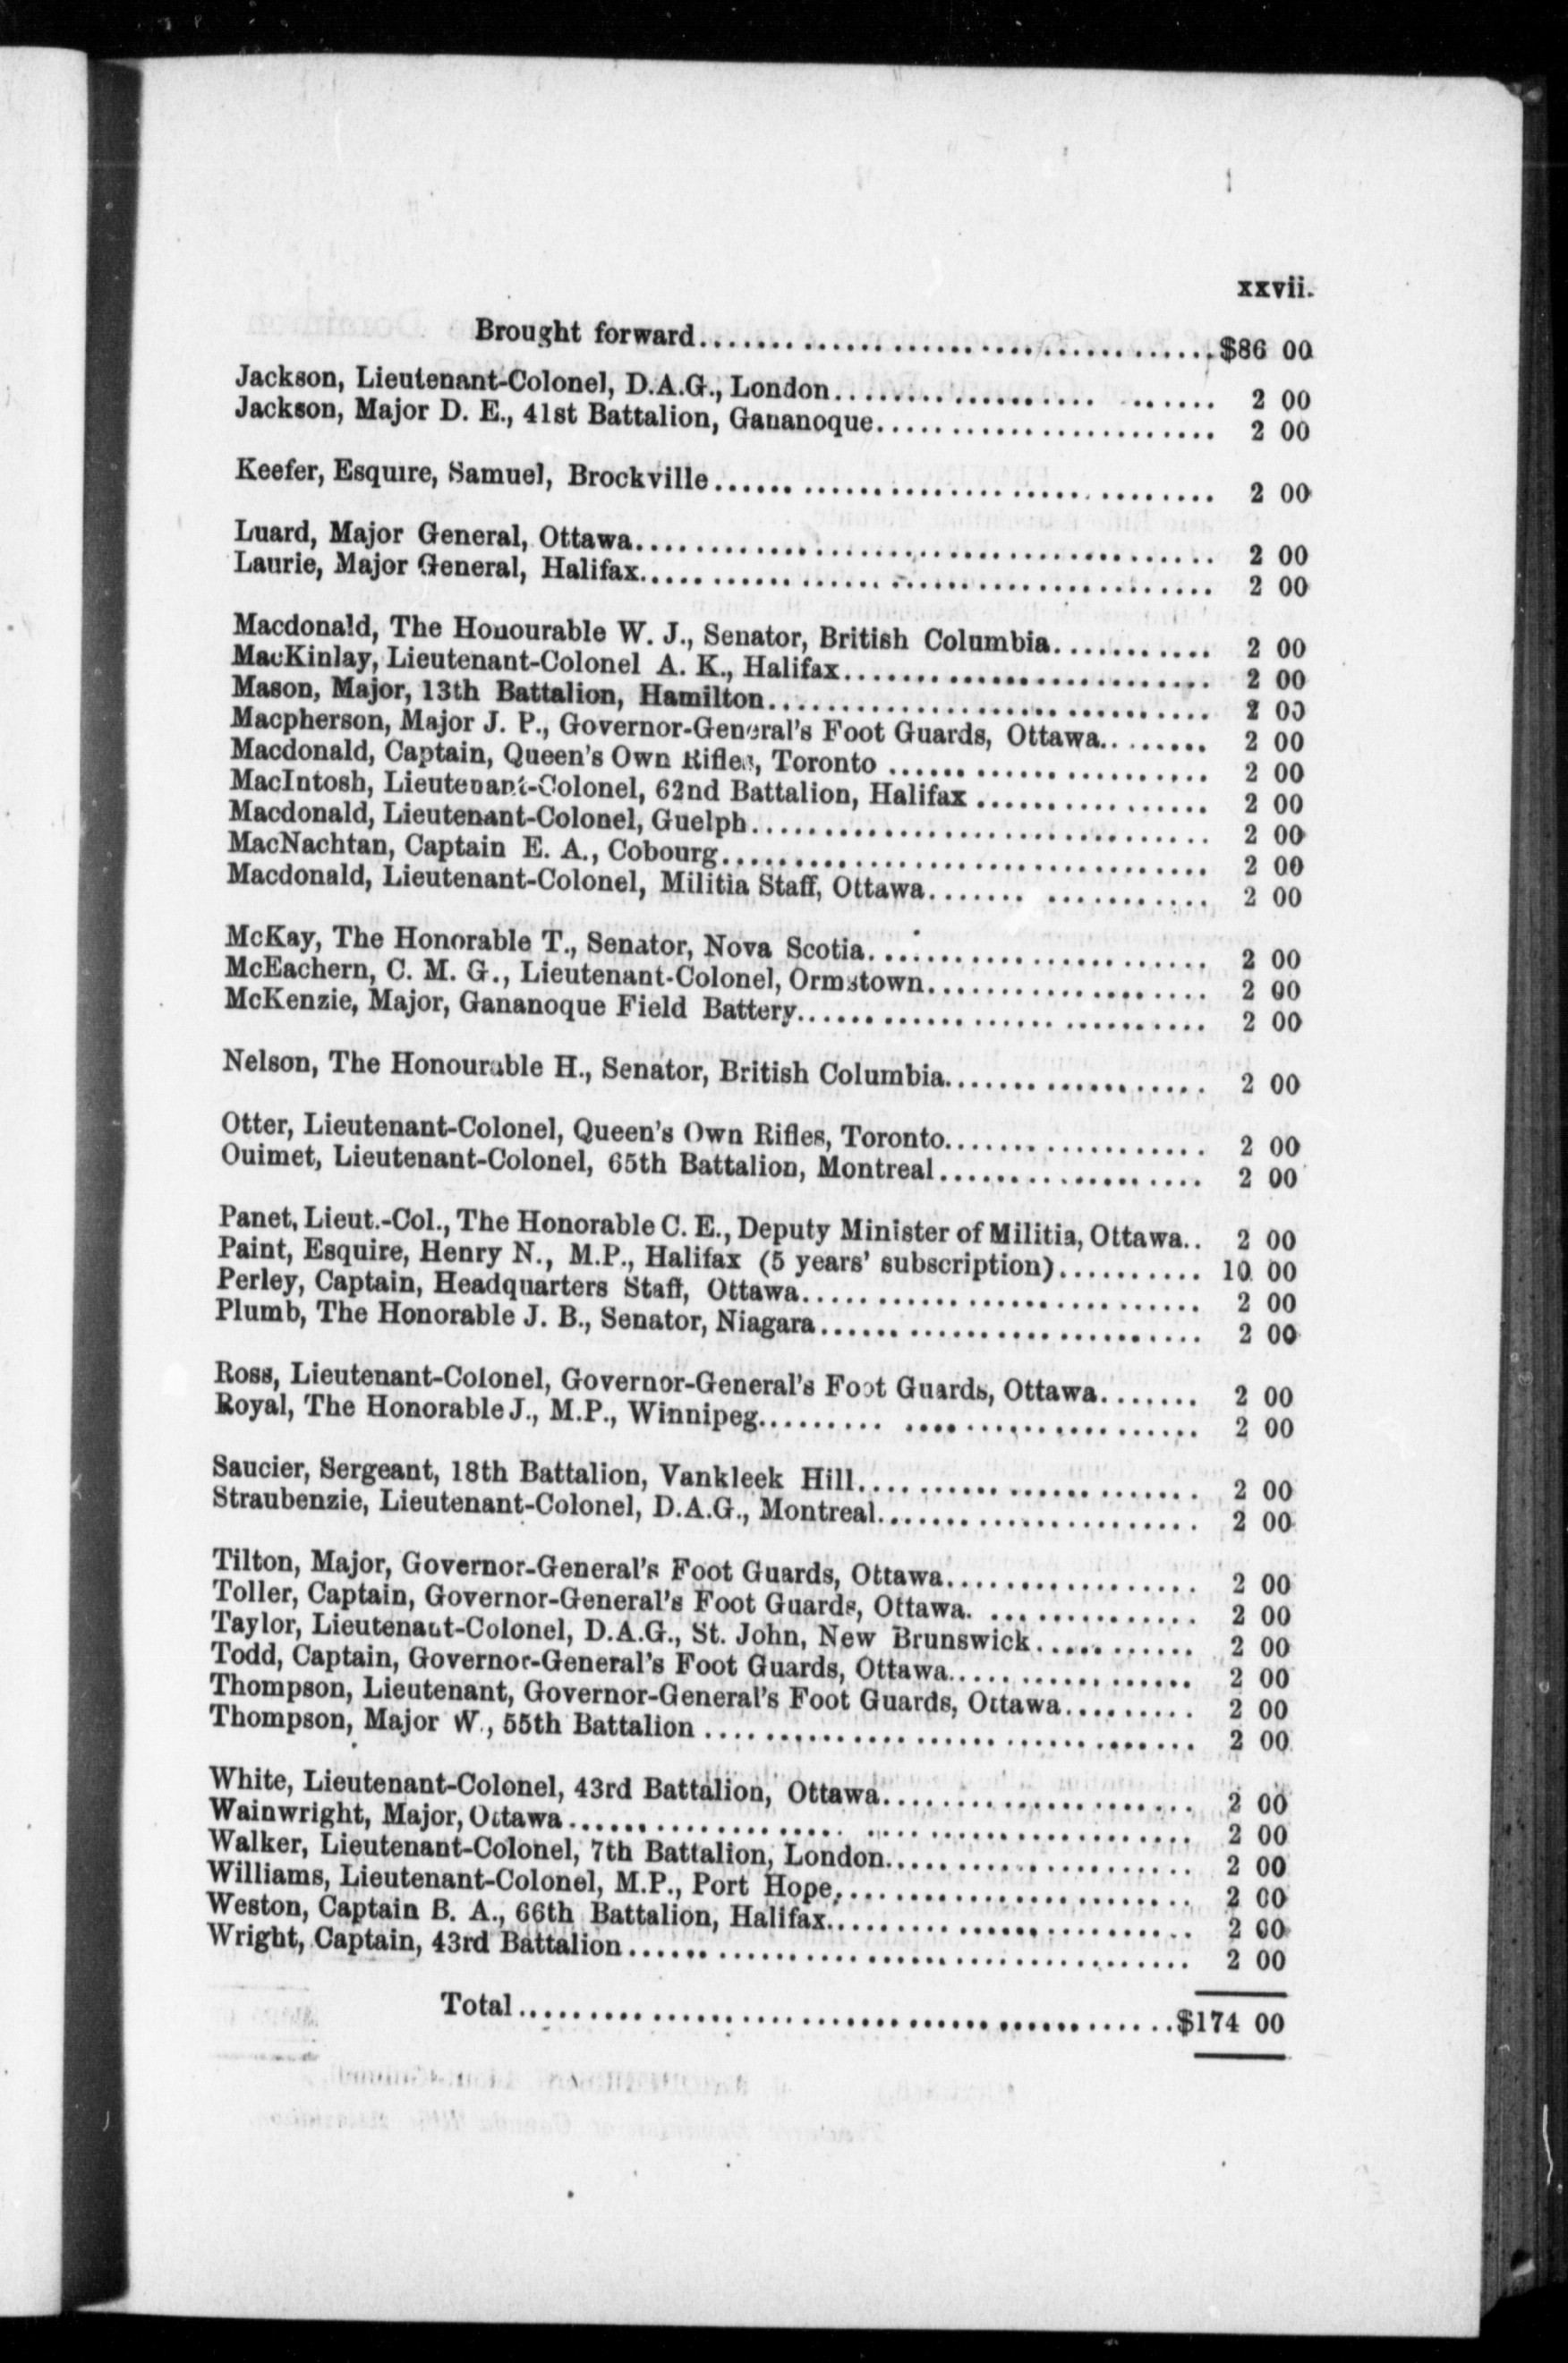 xxvii.
Brought forward........................................$86 00
Jackson, Lieutenant-Colonel, D.A.G., London........................ 2 00
Jackson, Major D. E., 41st Battalion, Gananoque........................ 2 00
Keefer, Esquire, Samuel, Brockville........................ 2 00
Luard, Major General, Ottawa........................ 2 00
Laurie, Major General, Halifax........................ 2 00
Macdonald, The Honourable W. J., Senator, British Columbia........... 2 00
MacKinlay, Lieutenant-Colonel A. K., Halifax........................ 2 00
Mason, Major, 13th Battalion, Hamilton........................ 2 00
Macpherson, Major J. P., Governor-General's Foot Guards, Ottawa........ 2 00
Macdonald, Captain, Queen's Own Rifles, Toronto ...................... 2 00
MacIntosh, Lieutenant-Colonel, 62nd Battalion, Halifax ................ 2 00
Macdonald, Lieutenant-Colonel, Guelph........................ 2 00
MacNachtan, Captain E. A., Cobourg........................ 2 00
Macdonald, Lieutenant-Colonel, Militia Staff, Ottawa.................. 2 00
McKay, The Honorable T., Senator, Nova Scotia........................ 2 00
McEachern, C. M. G., Lieutenant-Colonel, Ormstown................... 2 00
McKenzie, Major, Gananoque Field Battery........................ 2 00
Nelson, The Honourable H., Senator, British Columbia.................. 2 00
Otter, Lieutenant-Colonel, Queen's Own Rifles, Toronto.................. 2 00
Ouimet, Lieutenant-Colonel, 65th Battalion, Montreal.................. 2 00
Panet, Lieut.-Col., The Honorable C. E., Deputy Minister of Militia, Ottawa.. 2 00
Paint, Esquire, Henry N., M.P., Halifax (5 years' subscription).......... 10 00
Perley, Captain, Headquarters Staff, Ottawa........................ 2 00
Plumb, The Honorable J. B., Senator, Niagara........................ 2 00
Ross, Lieutenant-Colonel, Governor-General's Foot Guards, Ottawa....... 2 00
Royal, The Honorable J., M.P., Winnipeg........................ 2 00
Saucier, Sergeant, 18th Battalion, Vankleek Hill........................ 2 00
Straubenzie, Lieutenant-Colonel, D.A.G., Montreal...................... 2 00
Tilton, Major, Governor-General's Foot Guards, Ottawa................. 2 00
Toller, Captain, Governor-General's Foot Guards, Ottawa. .............. 2 00
Taylor, Lieutenant-Colonel, D.A.G., St. John, New Brunswick........... 2 00
Todd, Captain, Governor-General's Foot Guards, Ottawa................. 2 00
Thompson, Lieutenant, Governor-General's Foot Guards, Ottawa......... 2 00
Thompson, Major W., 55th Battalion ........................ 2 00
White, Lieutenant-Colonel, 43rd Battalion, Ottawa..................... 2 00
Wainwright, Major, Ottawa........................ 2 00
Walker, Lieutenant-Colonel, 7th Battalion, London..................... 2 00
Williams, Lieutenant-Colonel, M.P., Port Hope........................ 2 00
Weston, Captain B. A., 66th Battalion, Halifax........................ 2 00
Wright, Captain, 43rd Battalion........................ 2 00
Total........................................$174 00